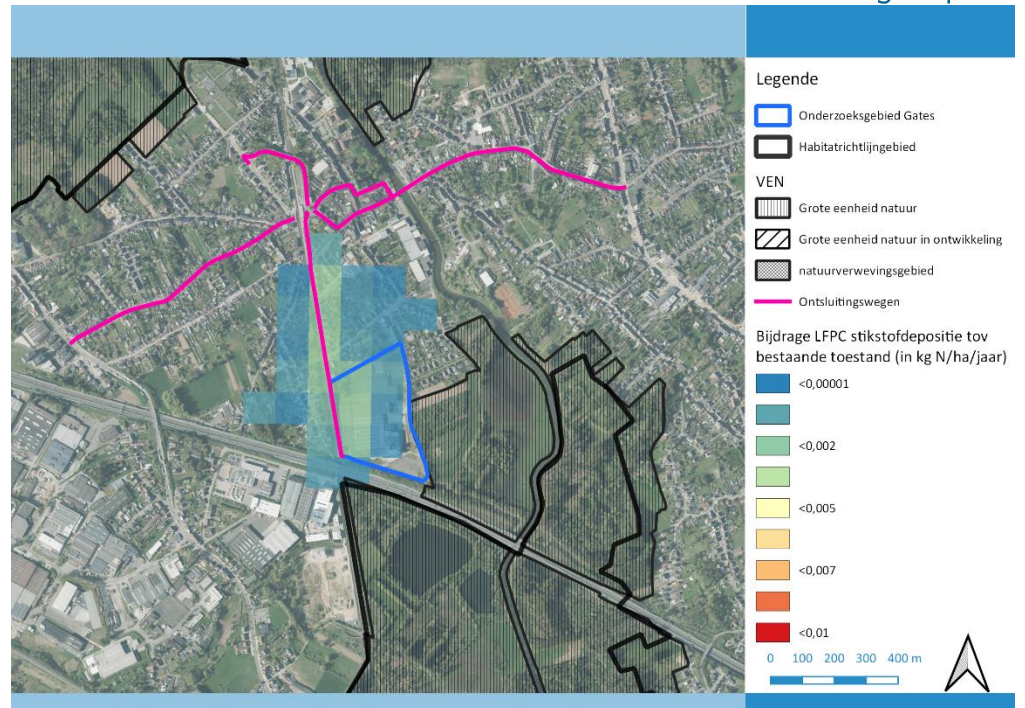 Legende
Onderzoeksgebied Gates
Habitatrichtlijngebied
VEN
Grote eenheid natuur
Grote eenheid natuur in ontwikkeling
natuurverwevingsgebied
Ontsluitingswegen
Bijdrage LFPC stikstofdepositie tov
bestaande toestand (in kg N/ha/jaar)
<0,00001
<0,002
<0,005
<0,007
<0,01
0 100 200 300 400 m